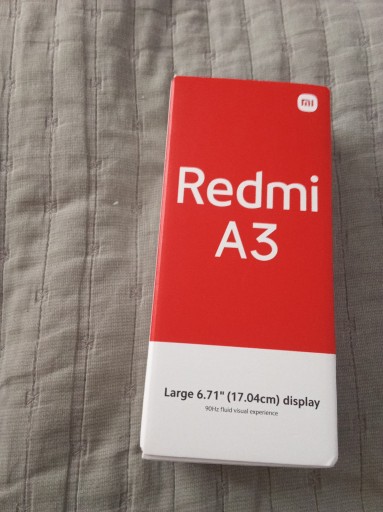 mi
Redmi
A3
Large 6.71" (17.04cm) display
90Hz fluid visual experience